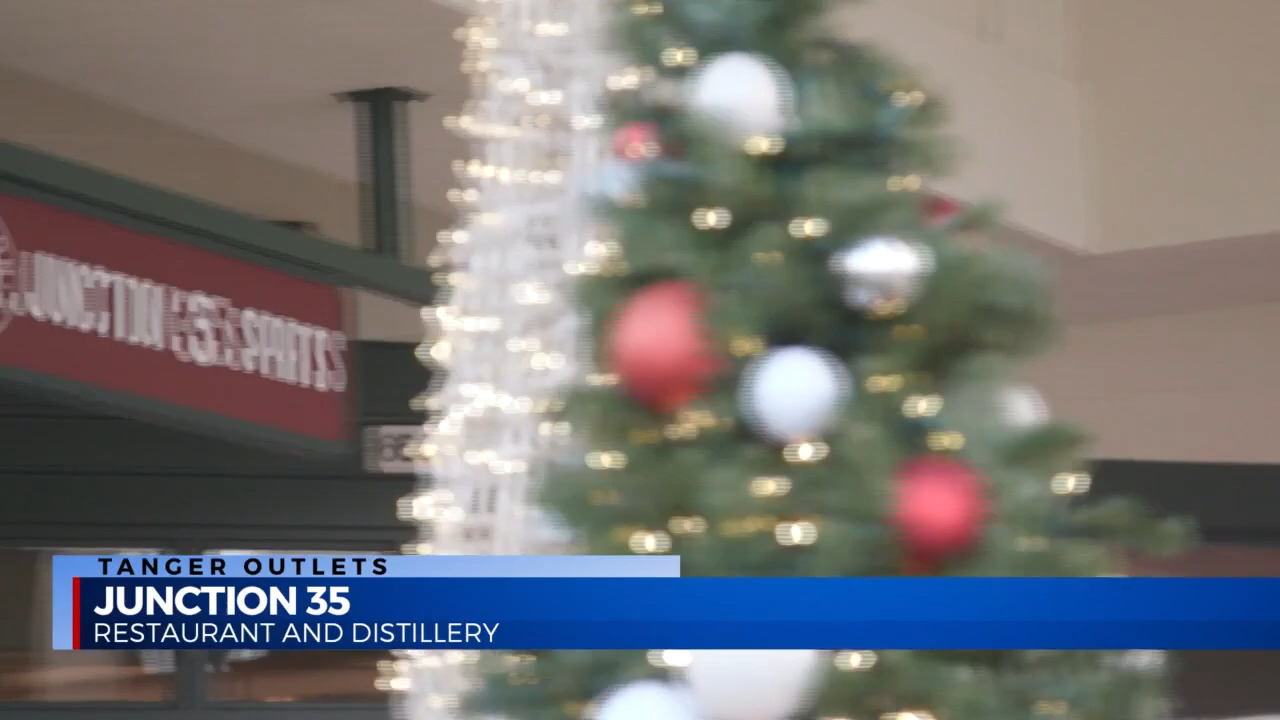 JUNCTION 35 SPIRITS
TANGER OUTLETS
JUNCTION 35
RESTAURANT AND DISTILLERY